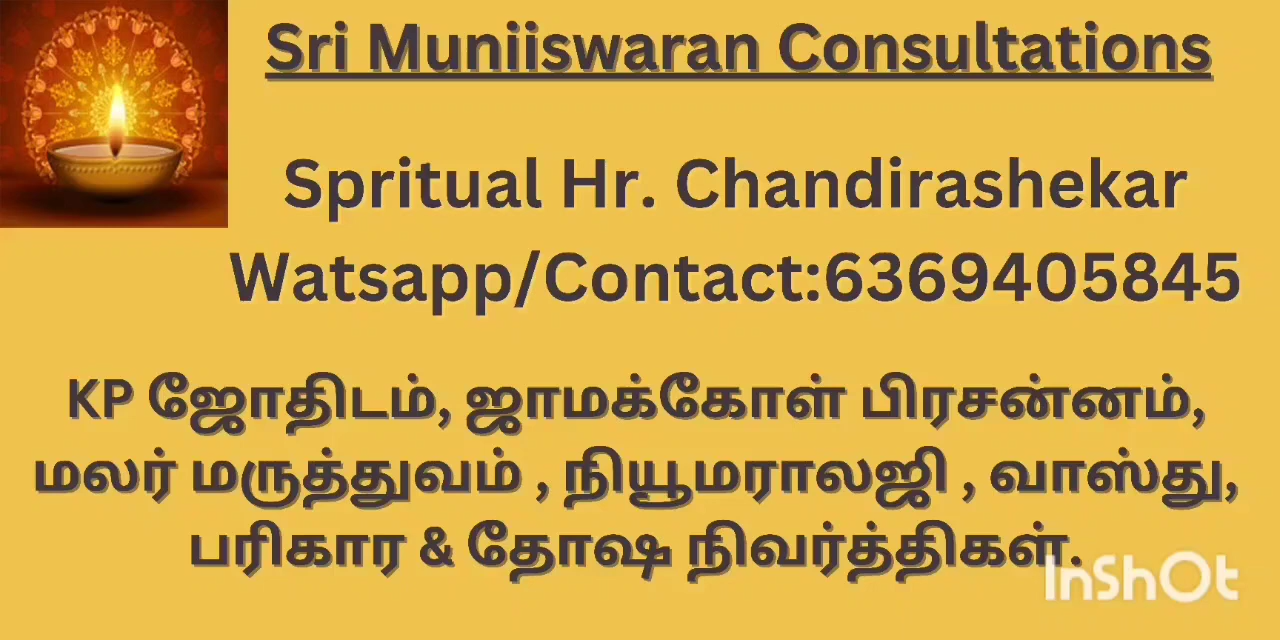 Sri Muniiswaran Consultations
Spritual Hr. Chandirashekar
Watsapp/Contact:6369405845
KP ஜோதிடம், ஜாமக்கோள் பிரசன்னம்,
மலர் மருத்துவம் , நியூமராலஜி , வாஸ்து,
பரிகார & தோஷ நிவர்த்திகள்.
InShOt